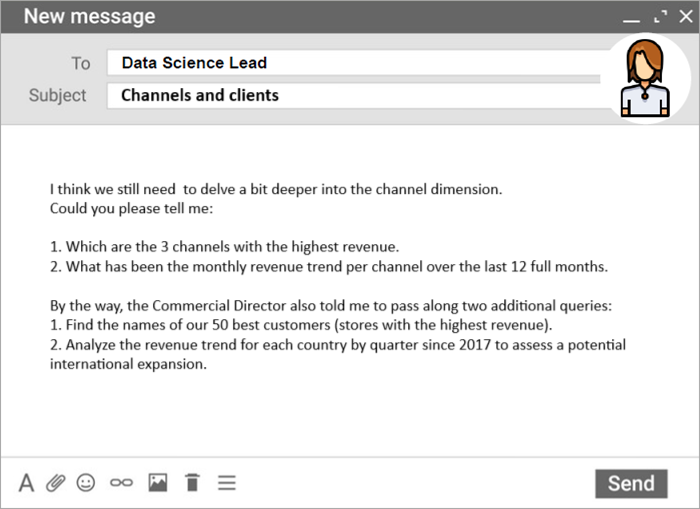 New message
To Data Science Lead
Subject Channels and clients
I think we still need  to delve a bit deeper into the channel dimension.
Could you please tell me:
1. Which are the 3 channels with the highest revenue.
2. What has been the monthly revenue trend per channel over the last 12 full months.
By the way, the Commercial Director also told me to pass along two additional queries:
1. Find the names of our 50 best customers (stores with the highest revenue).
2. Analyze the revenue trend for each country by quarter since 2017 to assess a potential
international expansion.
A
Send